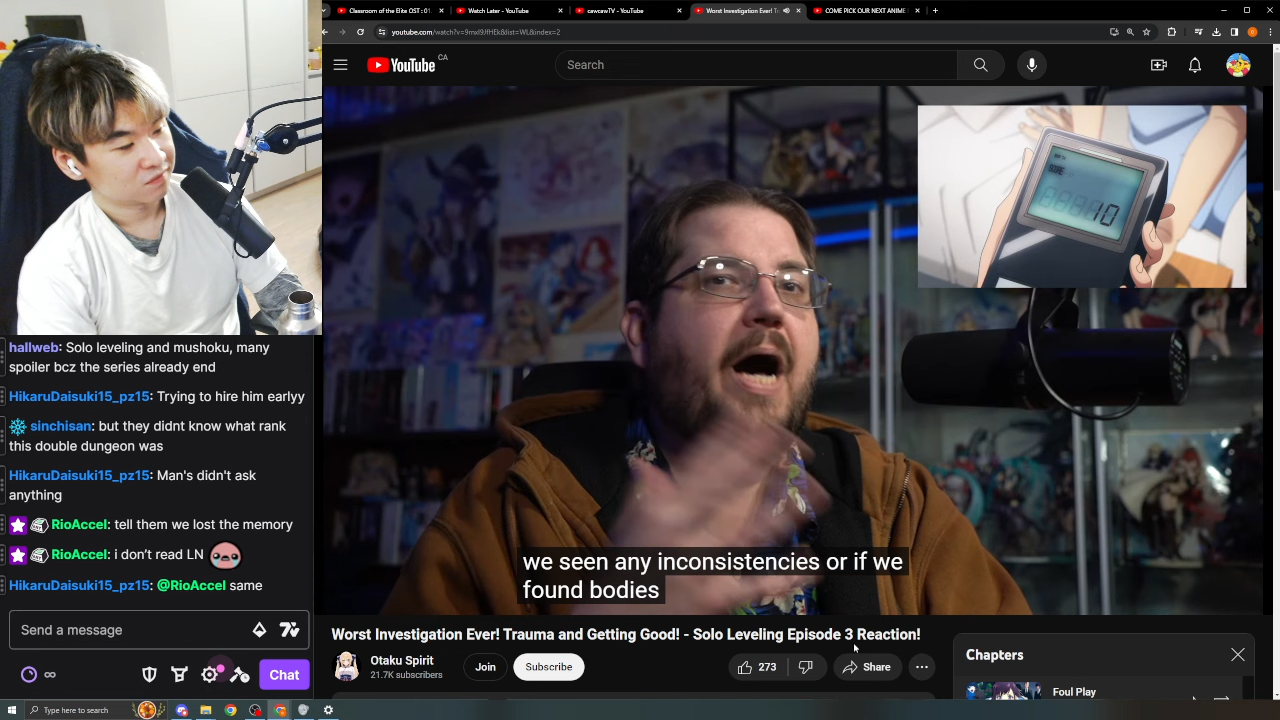 Classroom of the Elite OST : 01.
Watch Later - YouTube
cawcawTV - YouTube
Worst Investigation Ever! Tr
COME PICK OUR NEXT ANIME
youtube.com/watch?v=9mxl9JfHEk&list=WL&index=2
YouTube CA
Search
10
we seen any inconsistencies or if we
found bodies
hallweb: Solo leveling and mushoku, many
spoiler bcz the series already end
HikaruDaisuki15_pz15: Trying to hire him earlyy
sinchisan: but they didnt know what rank
this double dungeon was
HikaruDaisuki15_pz15: Man's didn't ask
anything
RioAccel: tell them we lost the memory
RioAccel: i don't read LN
HikaruDaisuki15_pz15: @RioAccel same
Send a message
Chat
Worst Investigation Ever! Trauma and Getting Good! - Solo Leveling Episode 3 Reaction!
Otaku Spirit
21.7K subscribers
Join
Subscribe
273
Share
Chapters
Foul Play
Type here to search